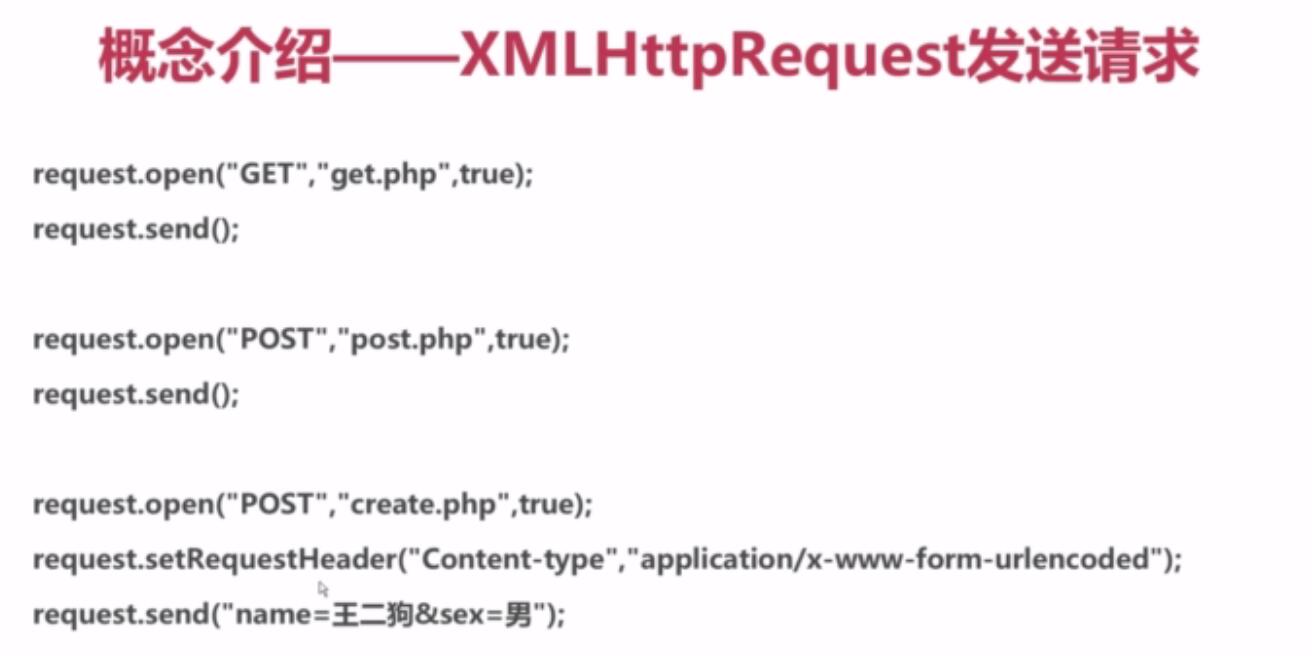 概念介绍——XMLHttpRequest发送请求
request.open("GET","get.php",true);
request.send();
request.open("POST","post.php",true);
request.send();
request.open("POST","create.php",true);
request.setRequestHeader("Content-type","application/x-www-form-urlencoded");
request.send("name=王二狗&sex=男");